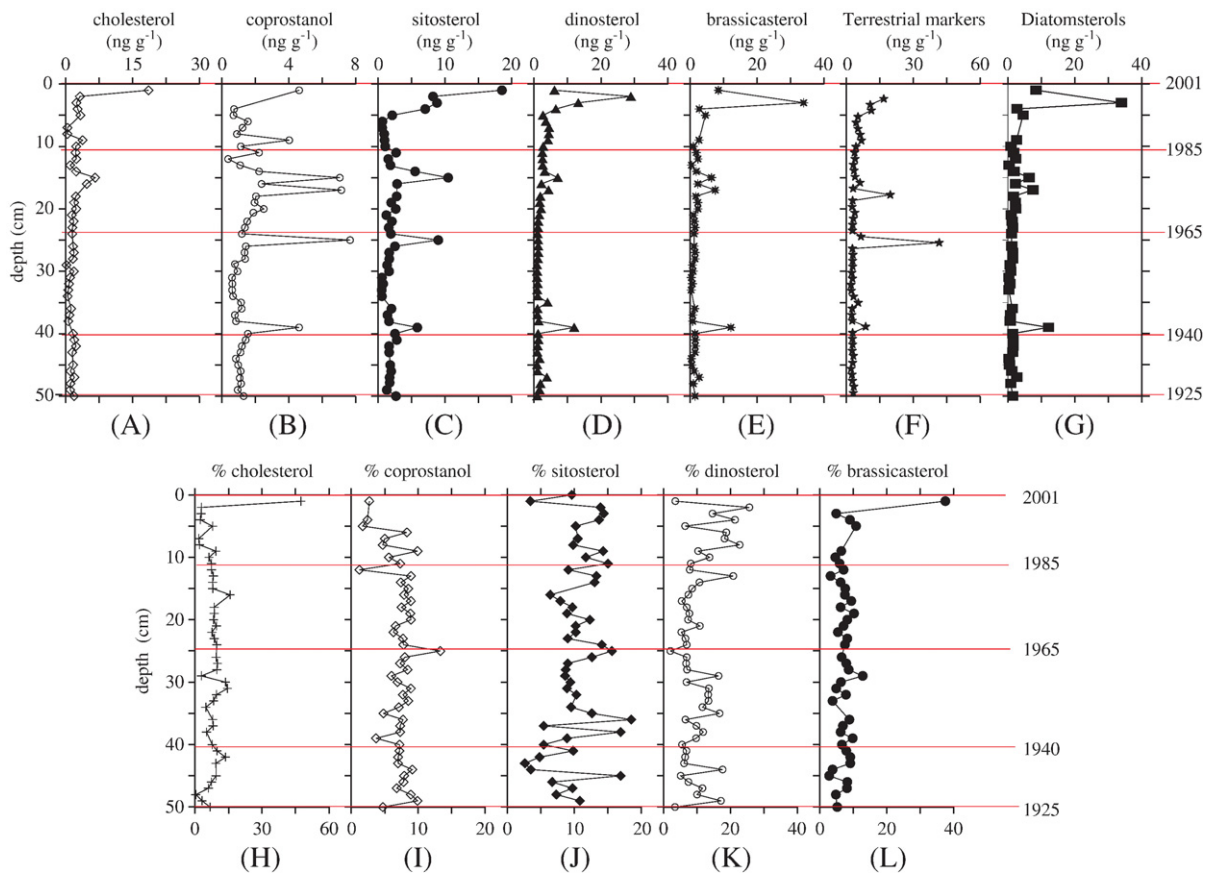 cholesterol coprostanol sitosterol dinosterol brassicasterol Terrestrial markers Diatomsterols
(ng g-1) (ng g-1) (ng g-1) (ng g-1) (ng g-1) (ng g-1) (ng g-1)
0 15 30 0 4 8 0 10 20 0 20 40 0 20 40 0 20 40 60 0 20 40
0 2001
10 1985
20
1965
30
40 1940
50 1925
depth (cm)
(A) (B) (C) (D) (E) (F) (G)
% cholesterol % coprostanol % sitosterol % dinosterol % brassicasterol
0 2001
10 1985
20
1965
30
40 1940
50 1925
depth (cm)
0 30 60 0 10 20 0 10 20 0 20 40 0 10 20 30 40
(H) (I) (J) (K) (L)